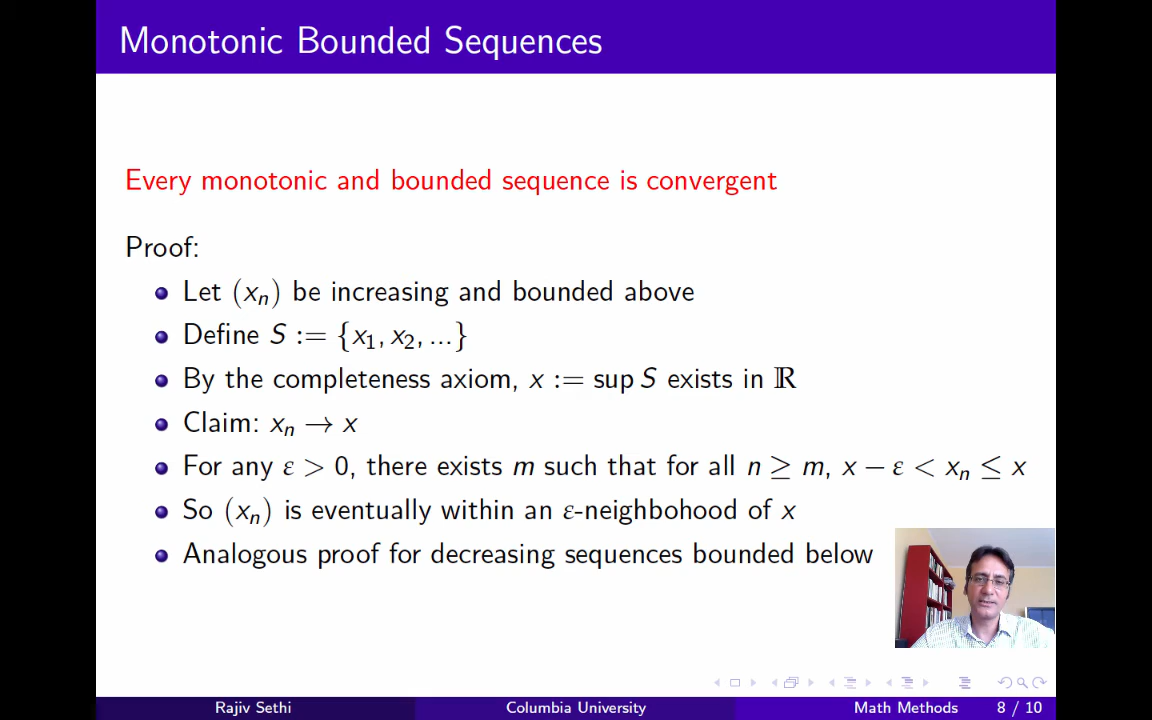 Monotonic Bounded Sequences
Every monotonic and bounded sequence is convergent
Proof:
Let (xₙ) be increasing and bounded above
Define S := {x₁, x₂, ...}
By the completeness axiom, x := sup S exists in ℝ
Claim: xₙ → x
For any ε > 0, there exists m such that for all n ≥ m, x − ε < xₙ ≤ x
So (xₙ) is eventually within an ε-neighbohood of x
Analogous proof for decreasing sequences bounded below
Rajiv Sethi Columbia University Math Methods 8 / 10